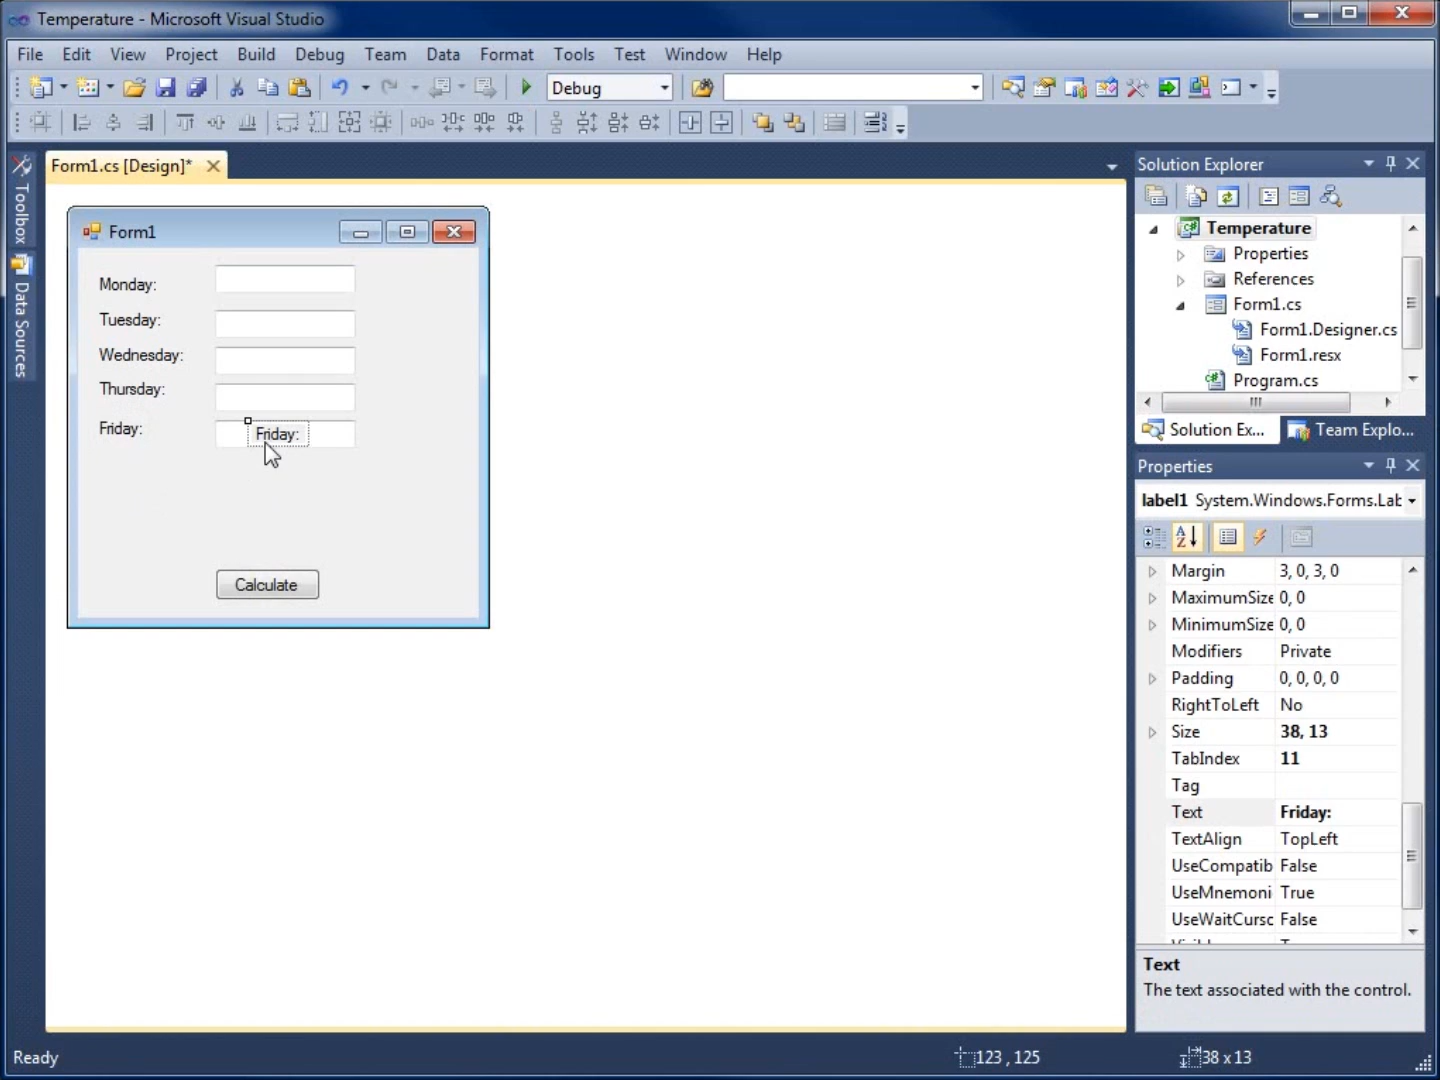 Temperature - Microsoft Visual Studio
File Edit View Project Build Debug Team Data Format Tools Test Window Help
Debug
Toolbox
Data Sources
Form1.cs [Design]*
Form1
Monday:
Tuesday:
Wednesday:
Thursday:
Friday:
Friday:
Calculate
Solution Explorer
Temperature
Properties
References
Form1.cs
Form1.Designer.cs
Form1.resx
Program.cs
Solution Ex...
Team Explo...
Properties
label1 System.Windows.Forms.Lab
Margin 3, 0, 3, 0
MaximumSize 0, 0
MinimumSize 0, 0
Modifiers Private
Padding 0, 0, 0, 0
RightToLeft No
Size 38, 13
TabIndex 11
Tag
Text Friday:
TextAlign TopLeft
UseCompatib False
UseMnemoni True
UseWaitCursc False
Text
The text associated with the control.
Ready
123 , 125
38 x 13